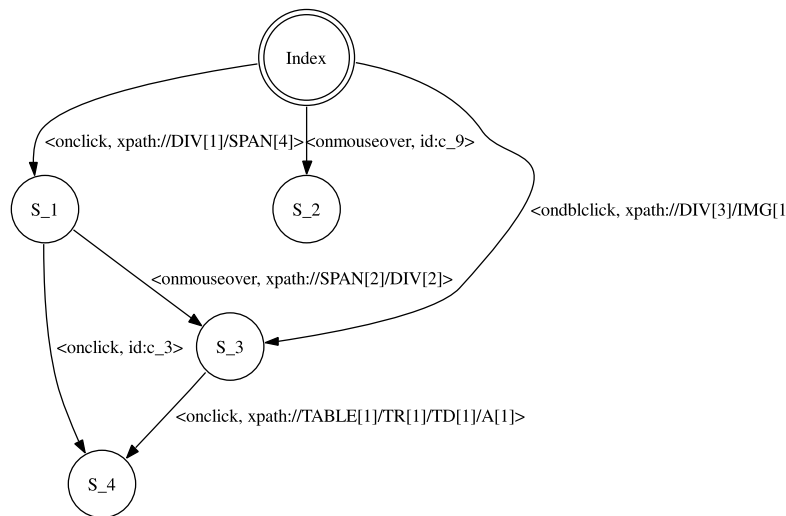 Index
<onclick, xpath://DIV[1]/SPAN[4]>
<onmouseover, id:c_9>
S_1
S_2
<ondblclick, xpath://DIV[3]/IMG[1
<onmouseover, xpath://SPAN[2]/DIV[2]>
<onclick, id:c_3>
S_3
<onclick, xpath://TABLE[1]/TR[1]/TD[1]/A[1]>
S_4